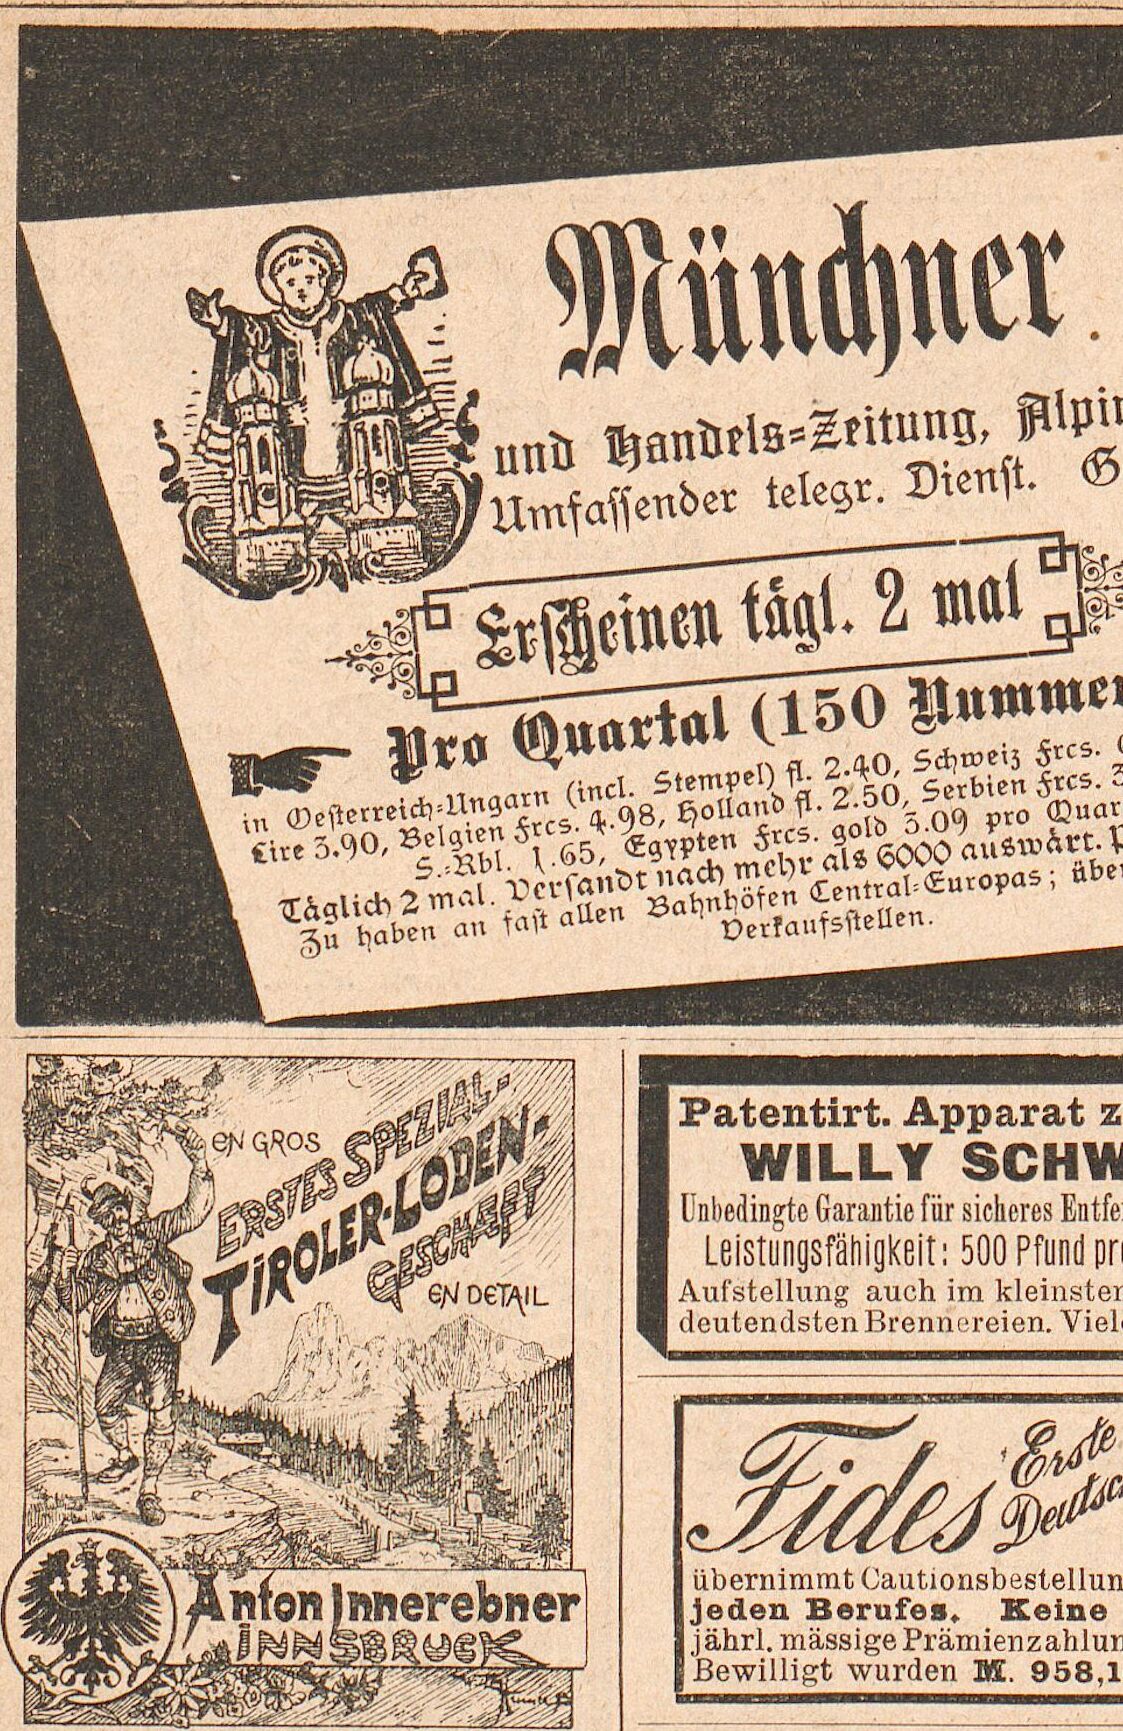 Münchner
und Handels=Zeitung, Alpin
Umfassender telegr. Dienst. G
Erscheinen tägl. 2 mal
Pro Quartal (150 Nummer
in Oesterreich=Ungarn (incl. Stempel) fl. 2.40, Schweiz Frcs.
Lire 3.90, Belgien Frcs. 4.98, Holland fl. 2.50, Serbien Frcs. 3
S.=Rbl. 1.65, Egypten Frcs. gold 3.09 pro Quar
Täglich 2 mal. Versandt nach mehr als 6000 auswärt. P
Zu haben an fast allen Bahnhöfen Central=Europas; über
Verkaufsstellen.
EN GROS
ERSTES SPEZIAL-
TIROLER-LODEN-
GESCHÆFT
EN DETAIL
Anton Innerebner
INNSBRUCK
Patentirt. Apparat z
WILLY SCHW
Unbedingte Garantie für sicheres Entfe
Leistungsfähigkeit: 500 Pfund pr
Aufstellung auch im kleinsten
deutendsten Brennereien. Viel
Fides Erste
Deutsc
übernimmt Cautionsbestellun
jeden Berufes. Keine
jährl. mässige Prämienzahlun
Bewilligt wurden M. 958,1